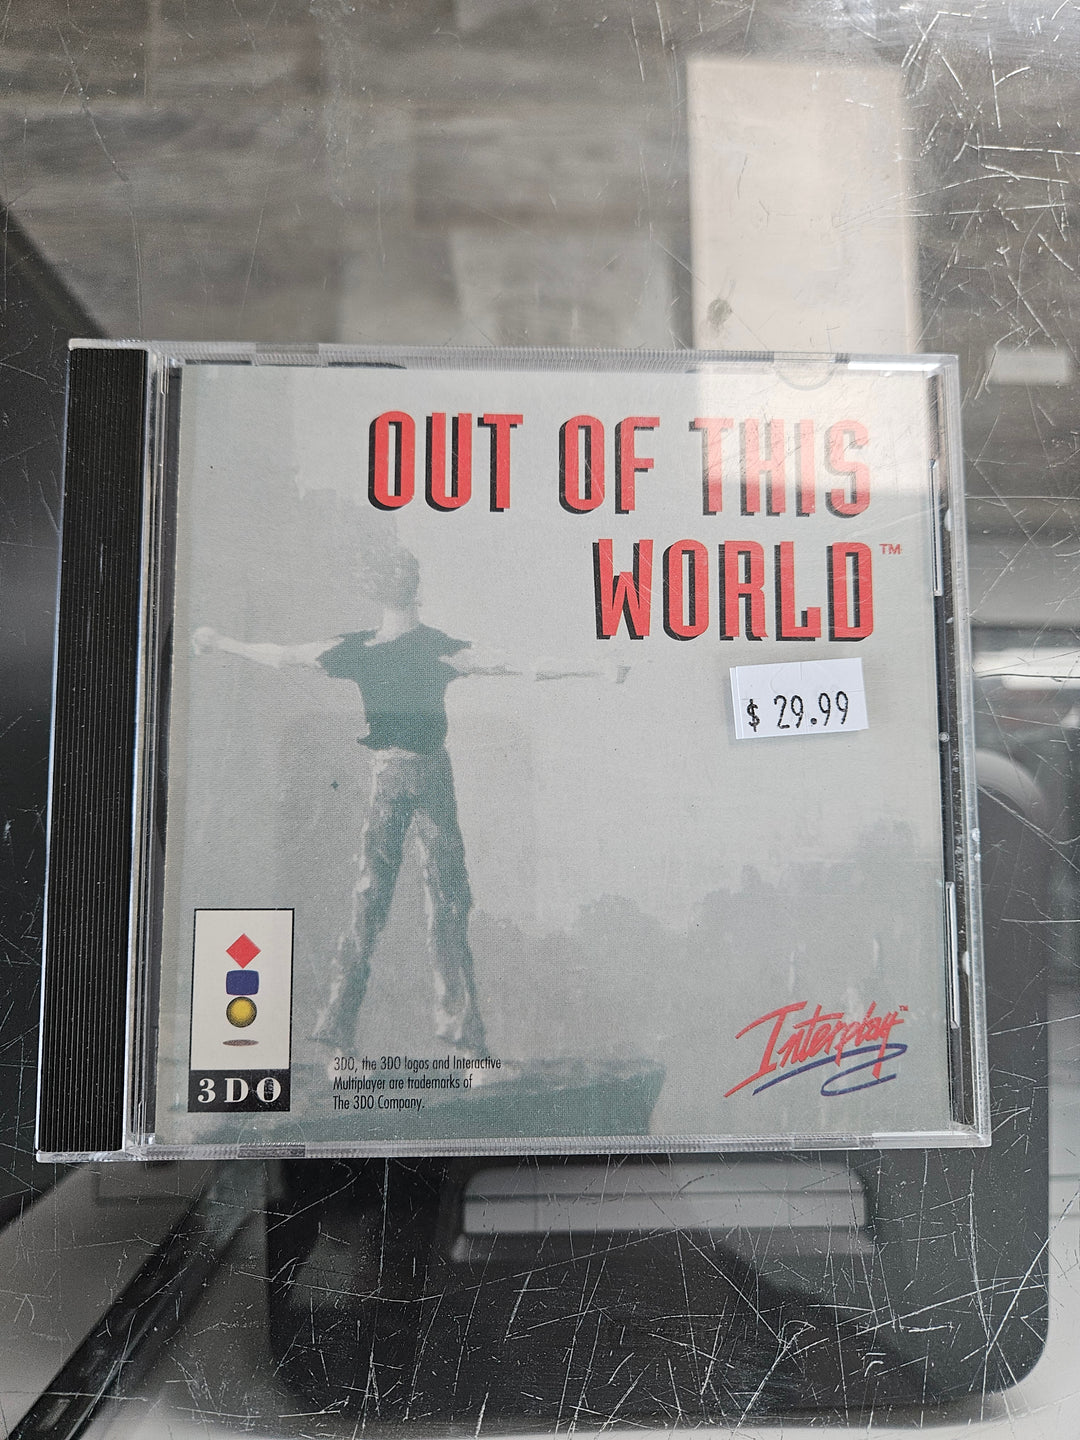 OUT OF THIS
WORLD™
$ 29.99
Interplay™
3DO
3DO, the 3DO logos and Interactive
Multiplayer are trademarks of
The 3DO Company.